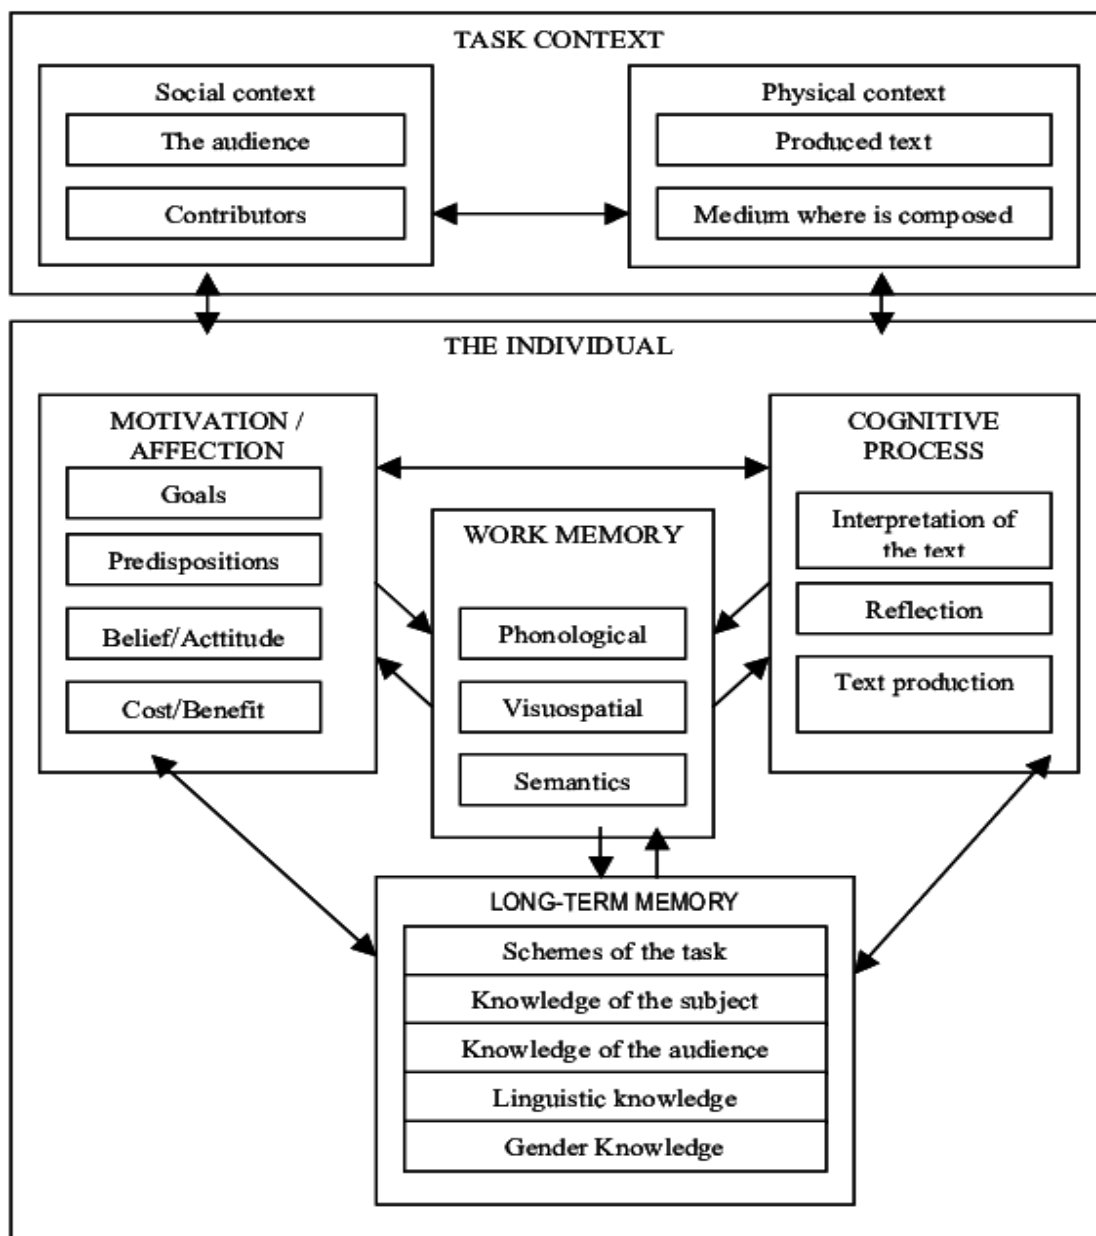 TASK CONTEXT
Social context
The audience
Contributors
Physical context
Produced text
Medium where is composed
THE INDIVIDUAL
MOTIVATION /
AFFECTION
Goals
Predispositions
Belief/Acttitude
Cost/Benefit
WORK MEMORY
Phonological
Visuospatial
Semantics
COGNITIVE
PROCESS
Interpretation of
the text
Reflection
Text production
LONG-TERM MEMORY
Schemes of the task
Knowledge of the subject
Knowledge of the audience
Linguistic knowledge
Gender Knowledge